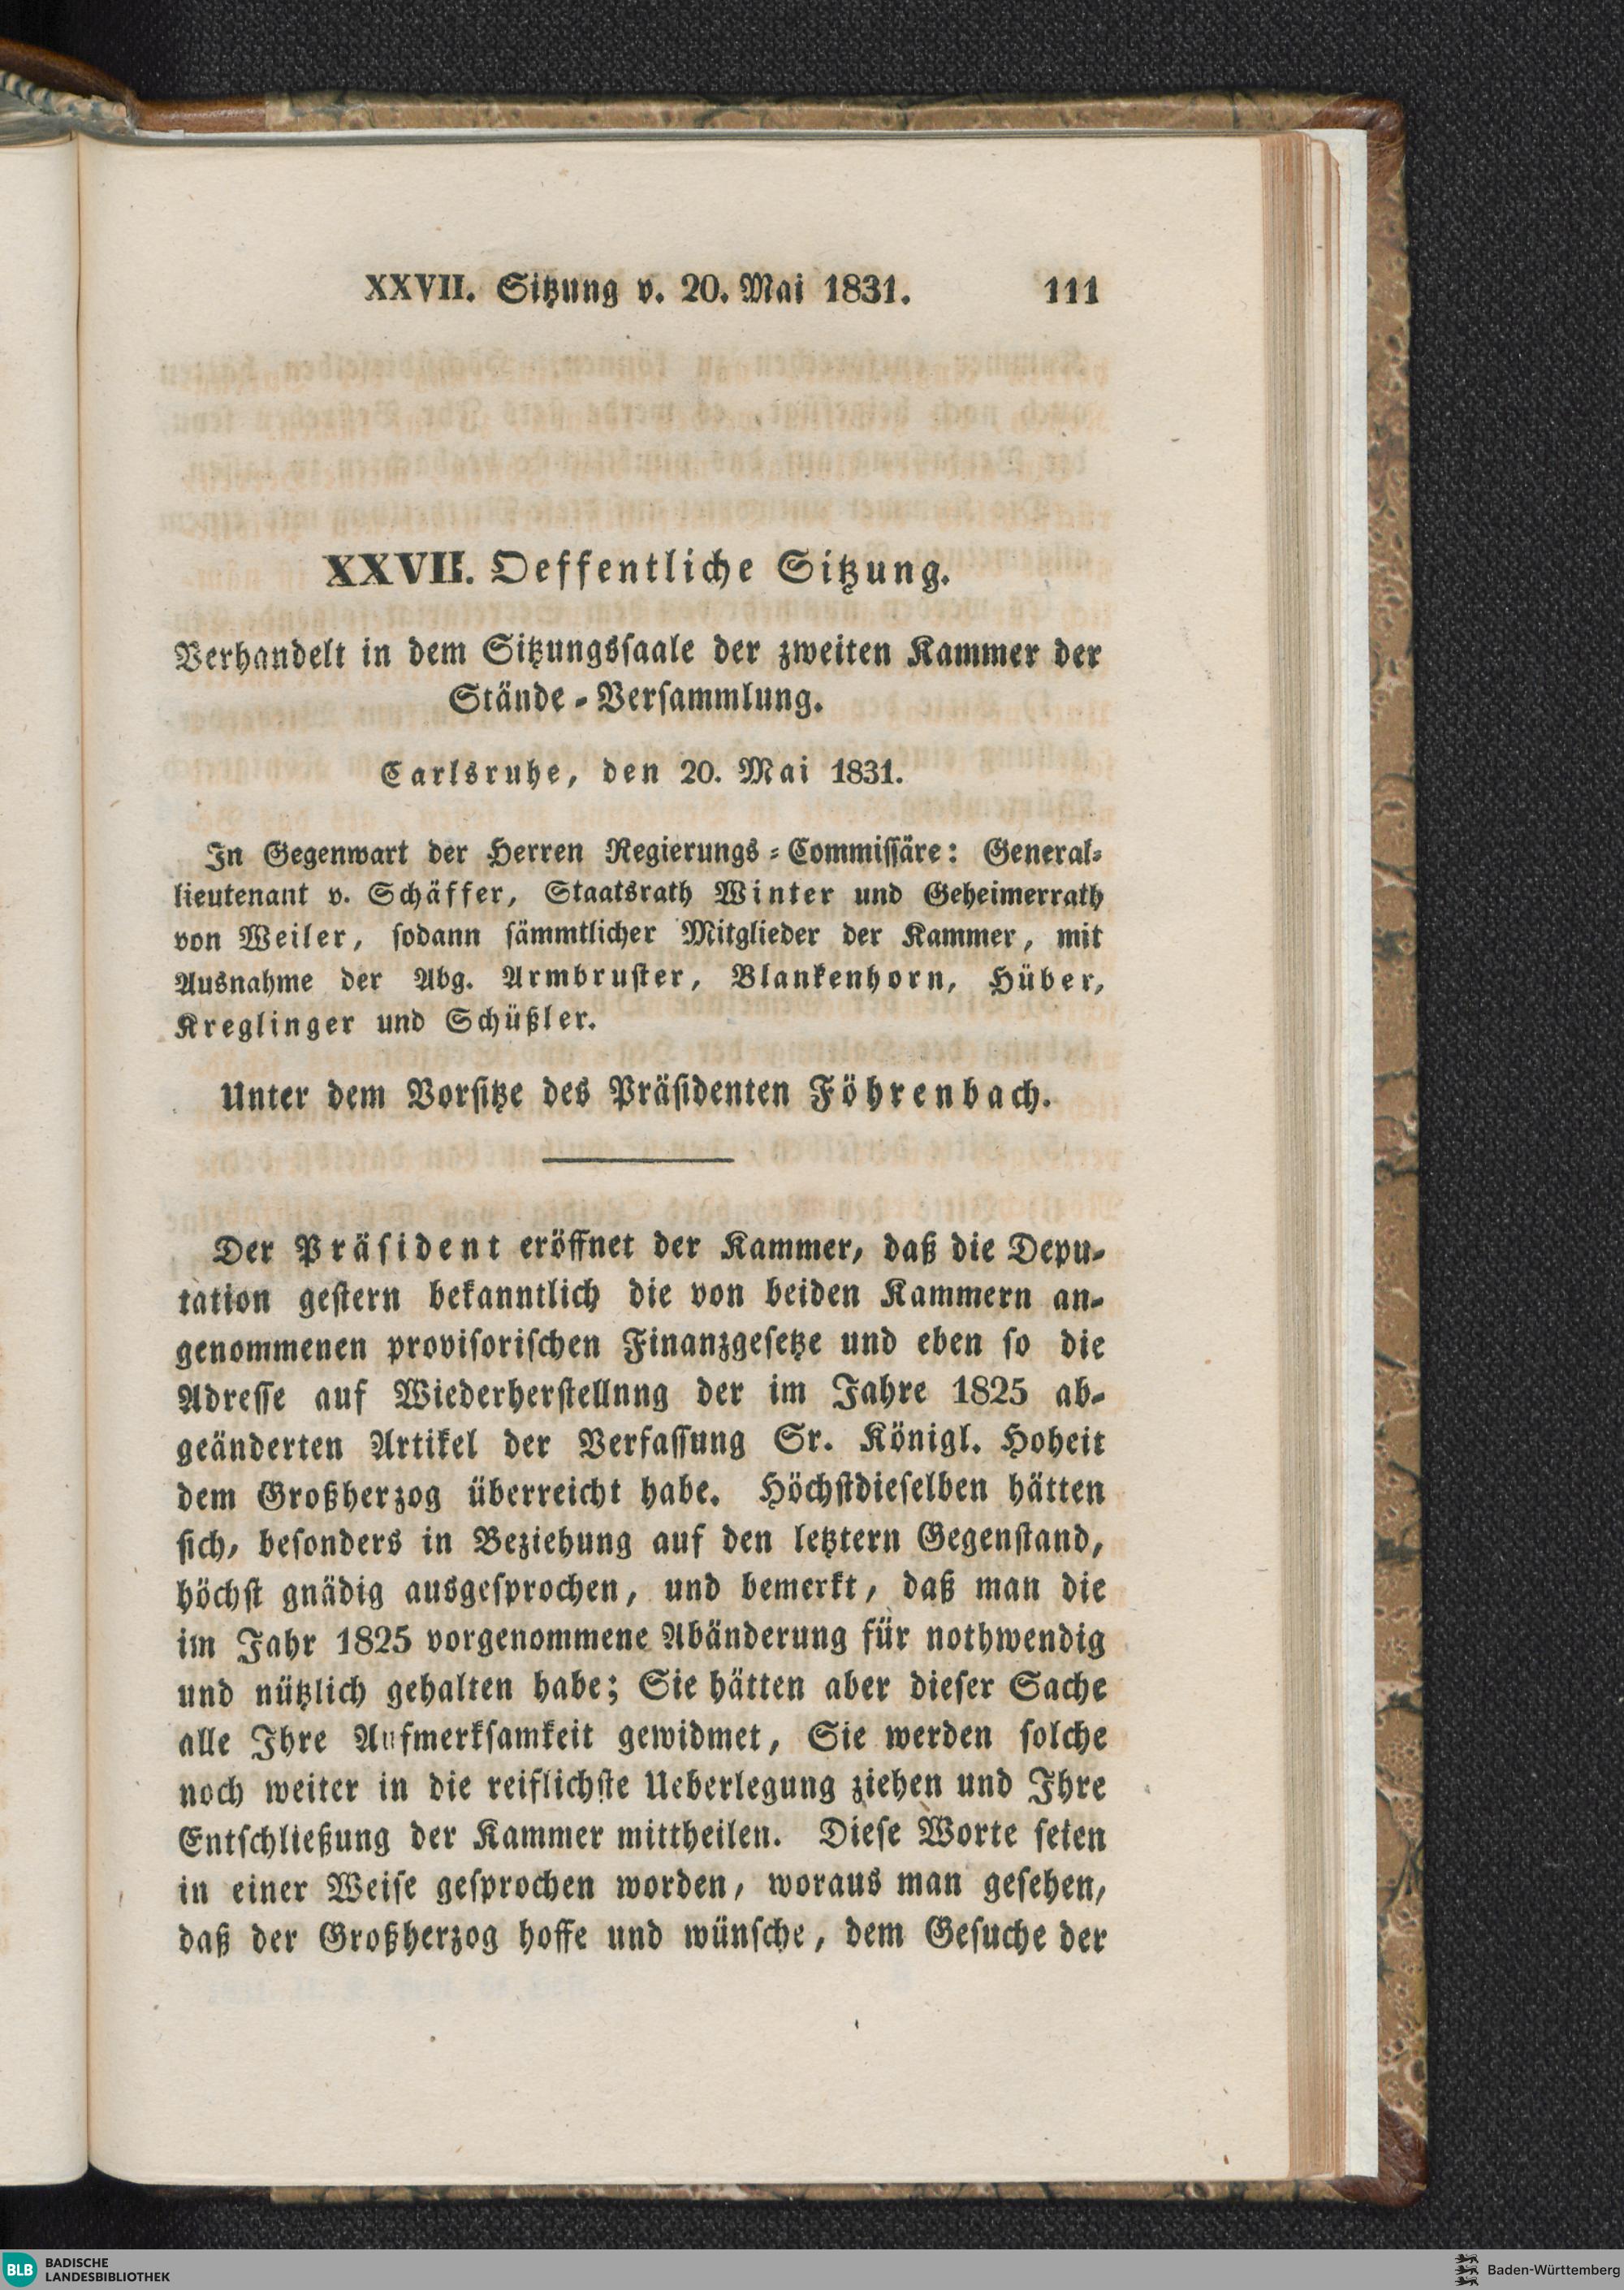 XXVII. Sitzung v. 20. Mai 1831. 111
XXVII. Oeffentliche Sitzung.
Verhandelt in dem Sitzungsſaale der zweiten Kammer der
Stände-Verſammlung.
Carlsruhe, den 20. Mai 1831.
In Gegenwart der Herren Regierungs-Commiſſäre: General-
lieutenant v. Schäffer, Staatsrath Winter und Geheimerrath
von Weiler, ſodann ſämmtlicher Mitglieder der Kammer, mit
Ausnahme der Abg. Armbruſter, Blankenhorn, Hüber,
Kreglinger und Schüßler.
Unter dem Vorſitze des Präſidenten Föhrenbach.
Der Präſident eröffnet der Kammer, daß die Depu-
tation geſtern bekanntlich die von beiden Kammern an-
genommenen proviſoriſchen Finanzgeſetze und eben ſo die
Adreſſe auf Wiederherſtellnng der im Jahre 1825 ab-
geänderten Artikel der Verfaſſung Sr. Königl. Hoheit
dem Großherzog überreicht habe. Höchſtdieſelben hätten
ſich, beſonders in Beziehung auf den letztern Gegenſtand,
höchſt gnädig ausgeſprochen, und bemerkt, daß man die
im Jahr 1825 vorgenommene Abänderung für nothwendig
und nützlich gehalten habe; Sie hätten aber dieſer Sache
alle Ihre Aufmerkſamkeit gewidmet, Sie werden ſolche
noch weiter in die reiflichſte Ueberlegung ziehen und Ihre
Entſchließung der Kammer mittheilen. Dieſe Worte ſeien
in einer Weiſe geſprochen worden, woraus man geſehen,
daß der Großherzog hoffe und wünſche, dem Geſuche der
BLB BADISCHE
LANDESBIBLIOTHEK
Baden-Württemberg